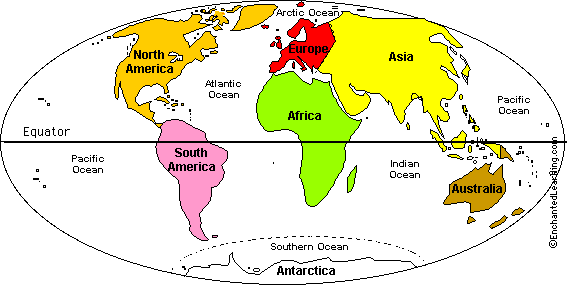 Arctic Ocean
North
America
Europe
Asia
Atlantic
Ocean
Pacific
Ocean
Africa
Equator
Pacific
Ocean
South
America
Indian
Ocean
Australia
Southern Ocean
Antarctica
©EnchantedLearning.com